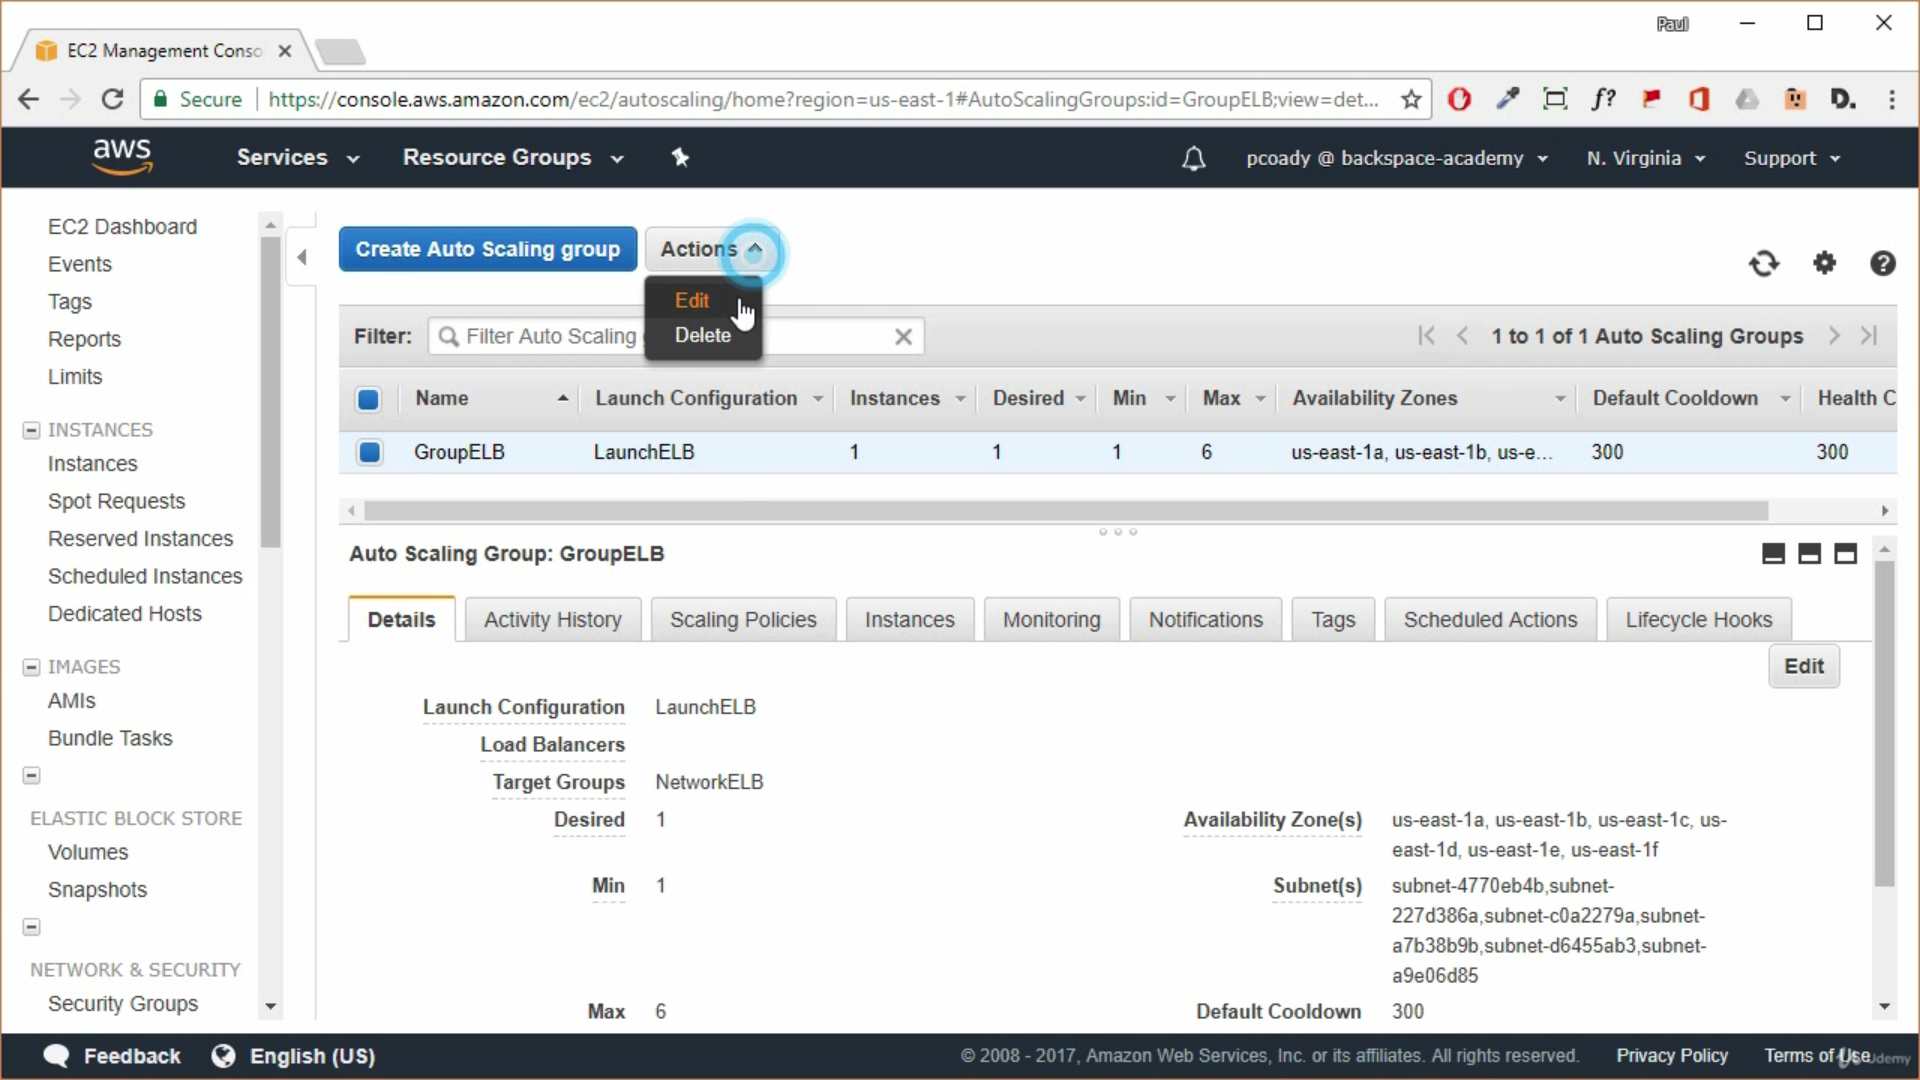 Paul
EC2 Management Conso
Secure https://console.aws.amazon.com/ec2/autoscaling/home?region=us-east-1#AutoScalingGroups:id=GroupELB;view=det...
f?
D.
aws Services Resource Groups pcoady @ backspace-academy N. Virginia Support
EC2 Dashboard
Events
Tags
Reports
Limits
INSTANCES
Instances
Spot Requests
Reserved Instances
Scheduled Instances
Dedicated Hosts
IMAGES
AMIs
Bundle Tasks
ELASTIC BLOCK STORE
Volumes
Snapshots
NETWORK & SECURITY
Security Groups
Create Auto Scaling group Actions
Edit
Delete
Filter: Filter Auto Scaling
1 to 1 of 1 Auto Scaling Groups
Name Launch Configuration Instances Desired Min Max Availability Zones Default Cooldown Health C
GroupELB LaunchELB 1 1 1 6 us-east-1a, us-east-1b, us-e... 300 300
Auto Scaling Group: GroupELB
Details Activity History Scaling Policies Instances Monitoring Notifications Tags Scheduled Actions Lifecycle Hooks
Edit
Launch Configuration LaunchELB
Load Balancers
Target Groups NetworkELB
Desired 1
Min 1
Max 6
Availability Zone(s) us-east-1a, us-east-1b, us-east-1c, us-
east-1d, us-east-1e, us-east-1f
Subnet(s) subnet-4770eb4b,subnet-
227d386a,subnet-c0a2279a,subnet-
a7b38b9b,subnet-d6455ab3,subnet-
a9e06d85
Default Cooldown 300
Feedback English (US) © 2008 - 2017, Amazon Web Services, Inc. or its affiliates. All rights reserved. Privacy Policy Terms of Use
Udemy